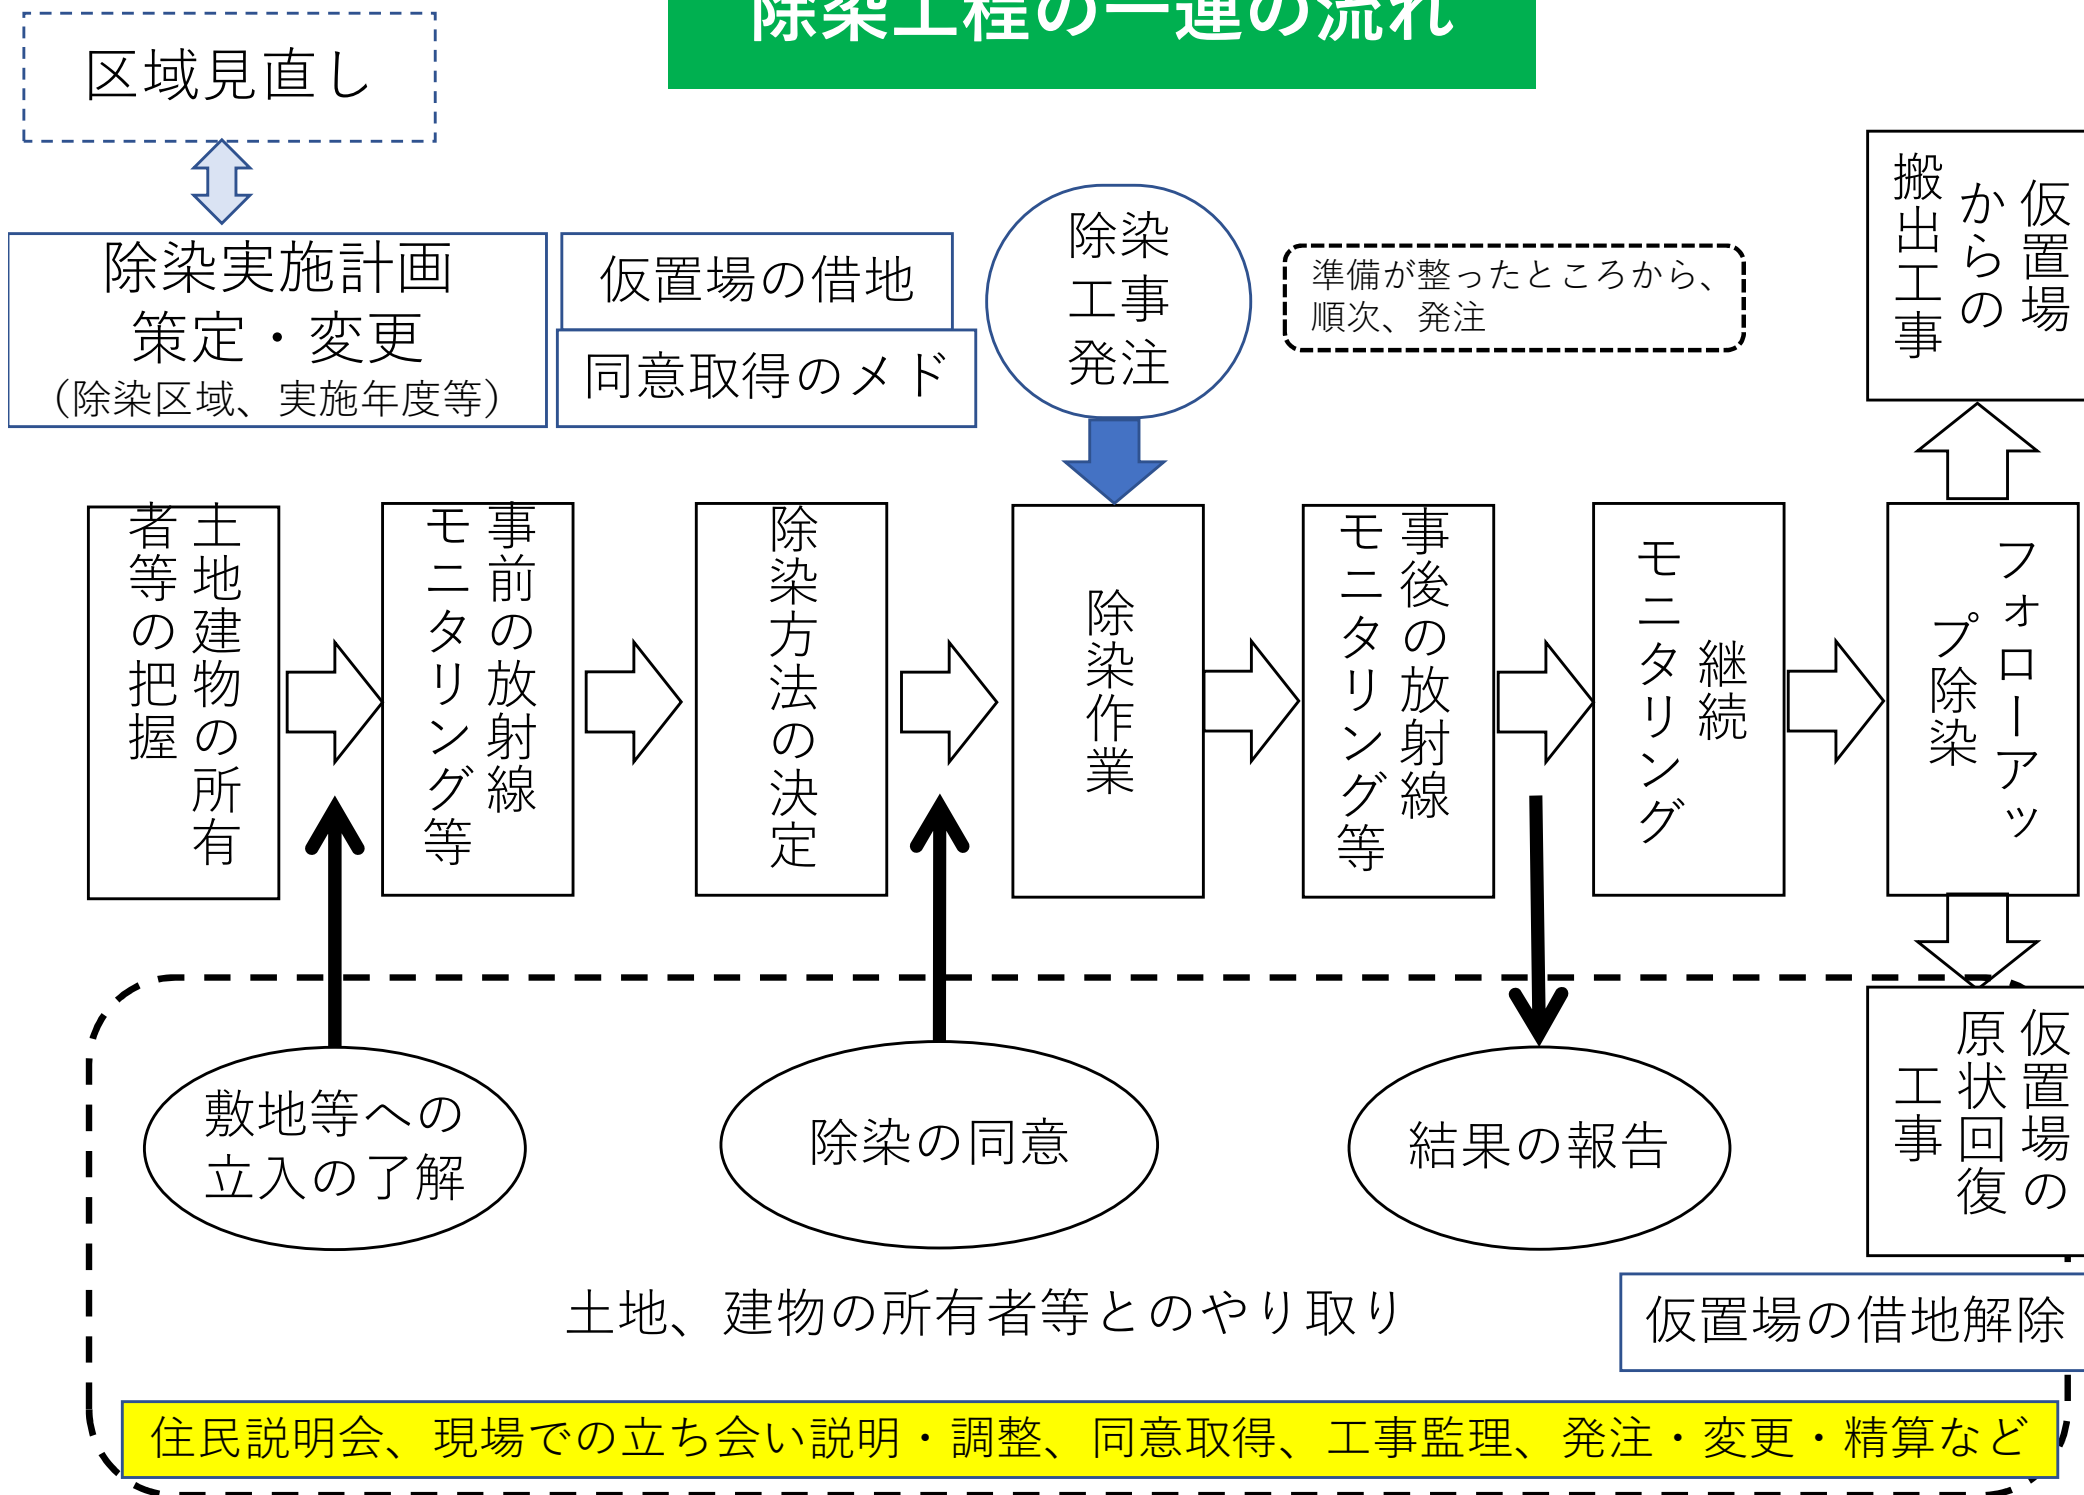 除染工程の一連の流れ
区域見直し
除染実施計画
策定・変更
（除染区域、実施年度等）
仮置場の借地
同意取得のメド
除染
工事
発注
準備が整ったところから、
順次、発注
仮置場
からの
搬出工事
土地建物の所有
者等の把握
事前の放射線
モニタリング等
除染方法の決定
除染作業
事後の放射線
モニタリング等
継続
モニタリング
フォローアッ
プ除染
敷地等への
立入の了解
除染の同意
結果の報告
仮置場の
原状回復
工事
土地、建物の所有者等とのやり取り
仮置場の借地解除
住民説明会、現場での立ち会い説明・調整、同意取得、工事監理、発注・変更・精算など